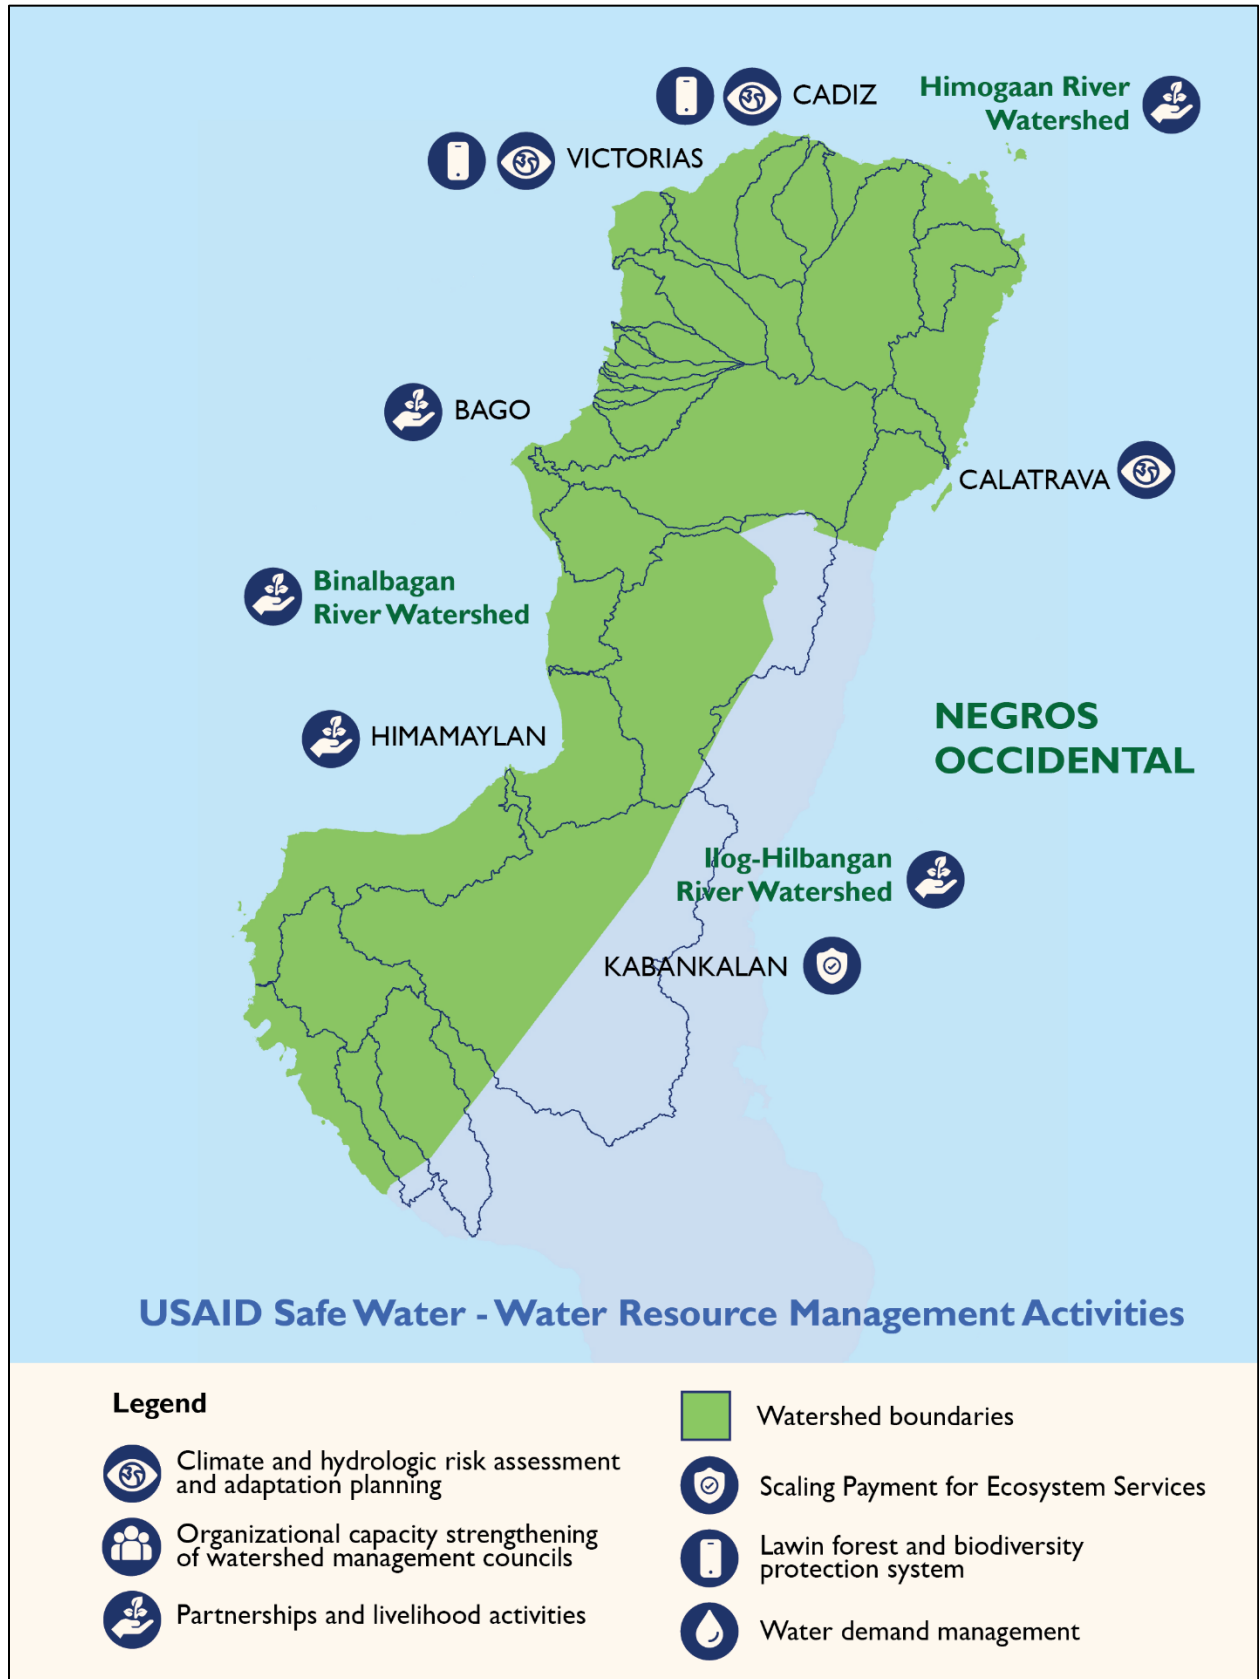 CADIZ
Himogaan River
Watershed
VICTORIAS
BAGO
CALATRAVA
Binalbagan
River Watershed
HIMAMAYLAN
NEGROS
OCCIDENTAL
Ilog-Hilbangan
River Watershed
KABANKALAN
USAID Safe Water - Water Resource Management Activities
Legend
Climate and hydrologic risk assessment
and adaptation planning
Organizational capacity strengthening
of watershed management councils
Partnerships and livelihood activities
Watershed boundaries
Scaling Payment for Ecosystem Services
Lawin forest and biodiversity
protection system
Water demand management